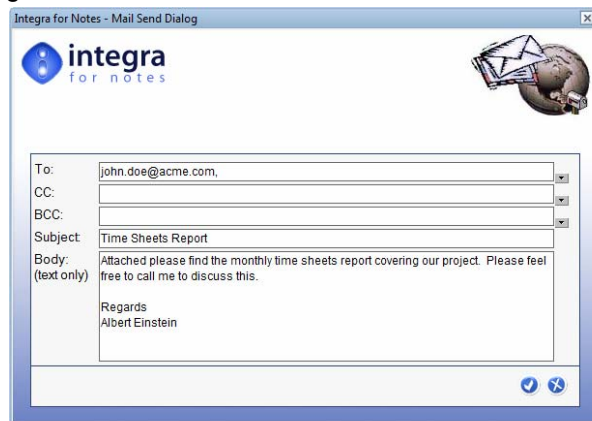 Integra for Notes - Mail Send Dialog
integra
for notes
To: john.doe@acme.com,
CC:
BCC:
Subject: Time Sheets Report
Body: Attached please find the monthly time sheets report covering our project. Please feel
(text only) free to call me to discuss this.
Regards
Albert Einstein